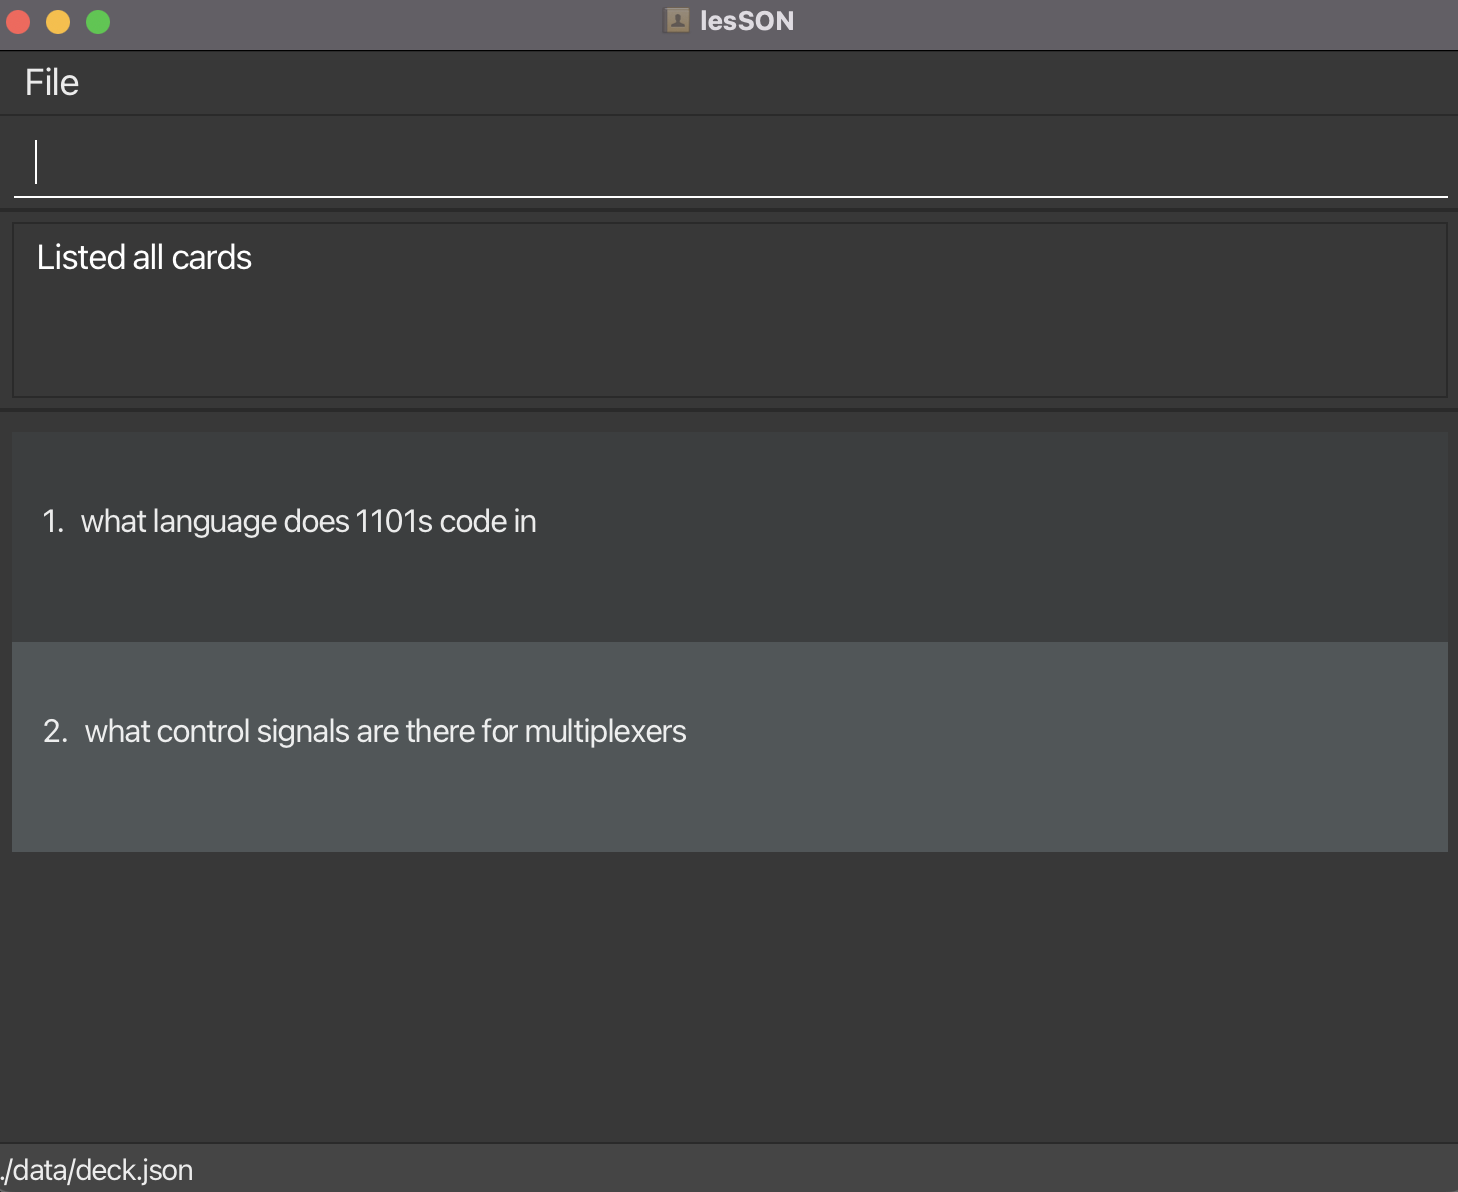 lesSON
File
Listed all cards
1. what language does 1101s code in
2. what control signals are there for multiplexers
./data/deck.json